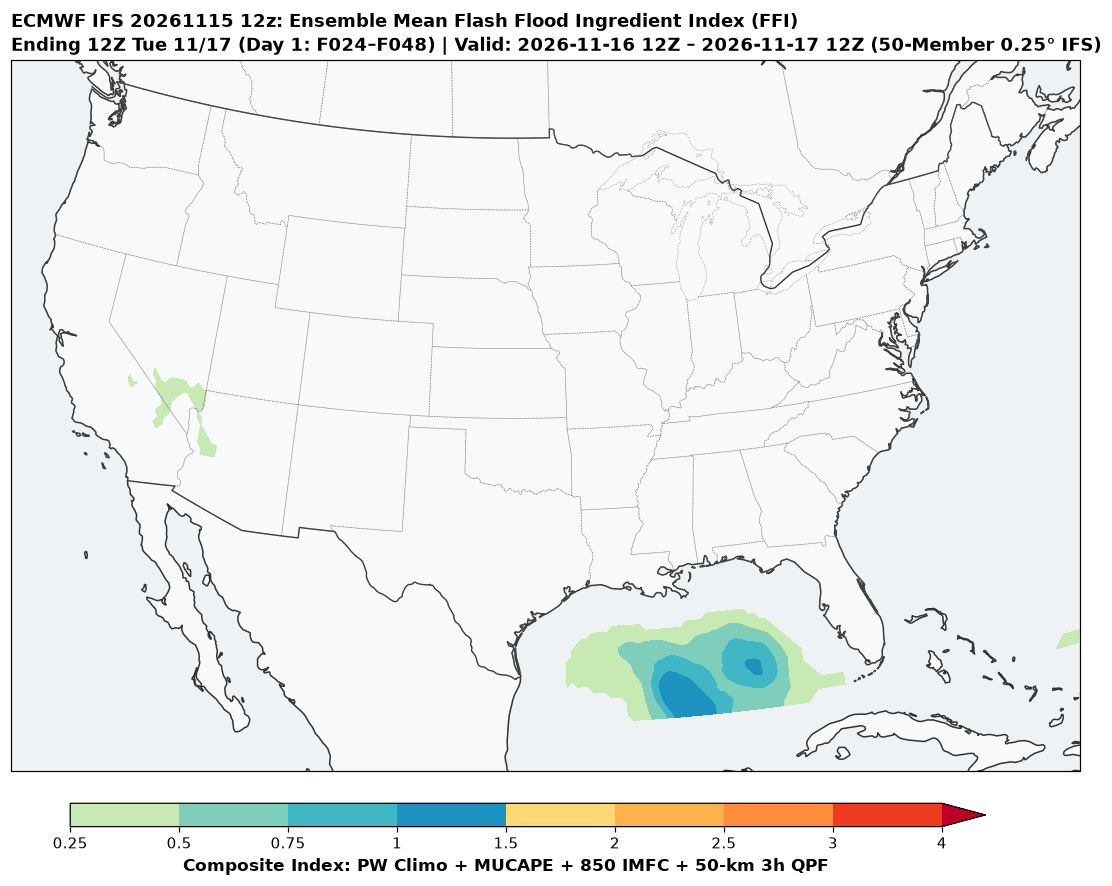 ECMWF IFS 20261115 12z: Ensemble Mean Flash Flood Ingredient Index (FFI)
Ending 12Z Tue 11/17 (Day 1: F024–F048) | Valid: 2026-11-16 12Z – 2026-11-17 12Z (50-Member 0.25° IFS)
0.25 0.5 0.75 1 1.5 2 2.5 3 4
Composite Index: PW Climo + MUCAPE + 850 IMFC + 50-km 3h QPF